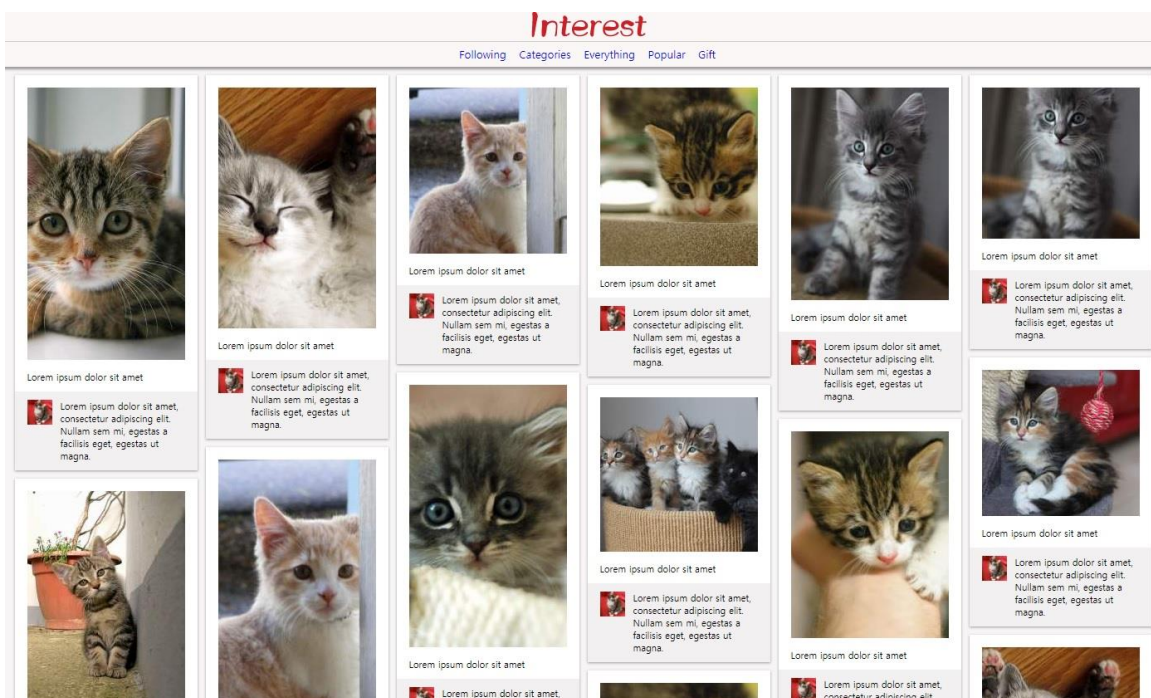 Interest
Following Categories Everything Popular Gift
Lorem ipsum dolor sit amet
Lorem ipsum dolor sit amet,
consectetur adipiscing elit.
Nullam sem mi, egestas a
facilisis eget, egestas ut
magna.
Lorem ipsum dolor sit amet
Lorem ipsum dolor sit amet,
consectetur adipiscing elit.
Nullam sem mi, egestas a
facilisis eget, egestas ut
magna.
Lorem ipsum dolor sit amet
Lorem ipsum dolor sit amet,
consectetur adipiscing elit.
Nullam sem mi, egestas a
facilisis eget, egestas ut
magna.
Lorem ipsum dolor sit amet
Lorem ipsum dolor sit amet,
Lorem ipsum dolor sit amet
Lorem ipsum dolor sit amet,
consectetur adipiscing elit.
Nullam sem mi, egestas a
facilisis eget, egestas ut
magna.
Lorem ipsum dolor sit amet
Lorem ipsum dolor sit amet,
consectetur adipiscing elit.
Nullam sem mi, egestas a
facilisis eget, egestas ut
magna.
Lorem ipsum dolor sit amet
Lorem ipsum dolor sit amet,
consectetur adipiscing elit.
Nullam sem mi, egestas a
facilisis eget, egestas ut
magna.
Lorem ipsum dolor sit amet
Lorem ipsum dolor sit amet,
consectetur adipiscing elit.
Lorem ipsum dolor sit amet
Lorem ipsum dolor sit amet,
consectetur adipiscing elit.
Nullam sem mi, egestas a
facilisis eget, egestas ut
magna.
Lorem ipsum dolor sit amet
Lorem ipsum dolor sit amet,
consectetur adipiscing elit.
Nullam sem mi, egestas a
facilisis eget, egestas ut
magna.